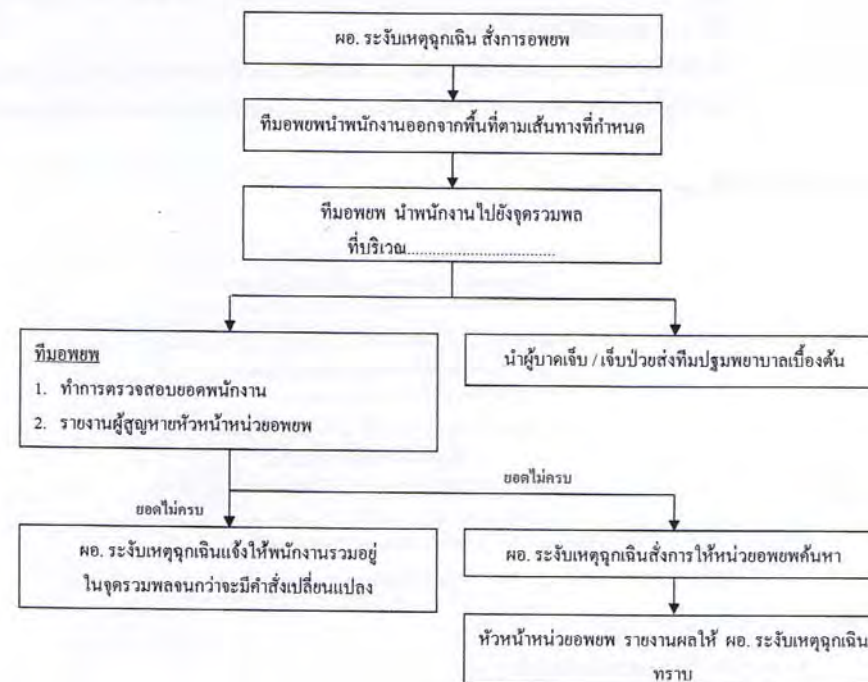 ผอ. ระงับเหตุฉุกเฉิน สั่งการอพยพ
ทีมอพยพนำพนักงานออกจากพื้นที่ตามเส้นทางที่กำหนด
ทีมอพยพ นำพนักงานไปยังจุดรวมพล
ที่บริเวณ...................................
ทีมอพยพ
1. ทำการตรวจสอบยอดพนักงาน
2. รายงานผู้สูญหายหัวหน้าหน่วยอพยพ
นำผู้บาดเจ็บ / เจ็บป่วยส่งทีมปฐมพยาบาลเบื้องต้น
ยอดไม่ครบ
ยอดไม่ครบ
ผอ. ระงับเหตุฉุกเฉินแจ้งให้พนักงานรวมอยู่
ในจุดรวมพลจนกว่าจะมีคำสั่งเปลี่ยนแปลง
ผอ. ระงับเหตุฉุกเฉินสั่งการให้หน่วยอพยพค้นหา
หัวหน้าหน่วยอพยพ รายงานผลให้ ผอ. ระงับเหตุฉุกเฉิน
ทราบ